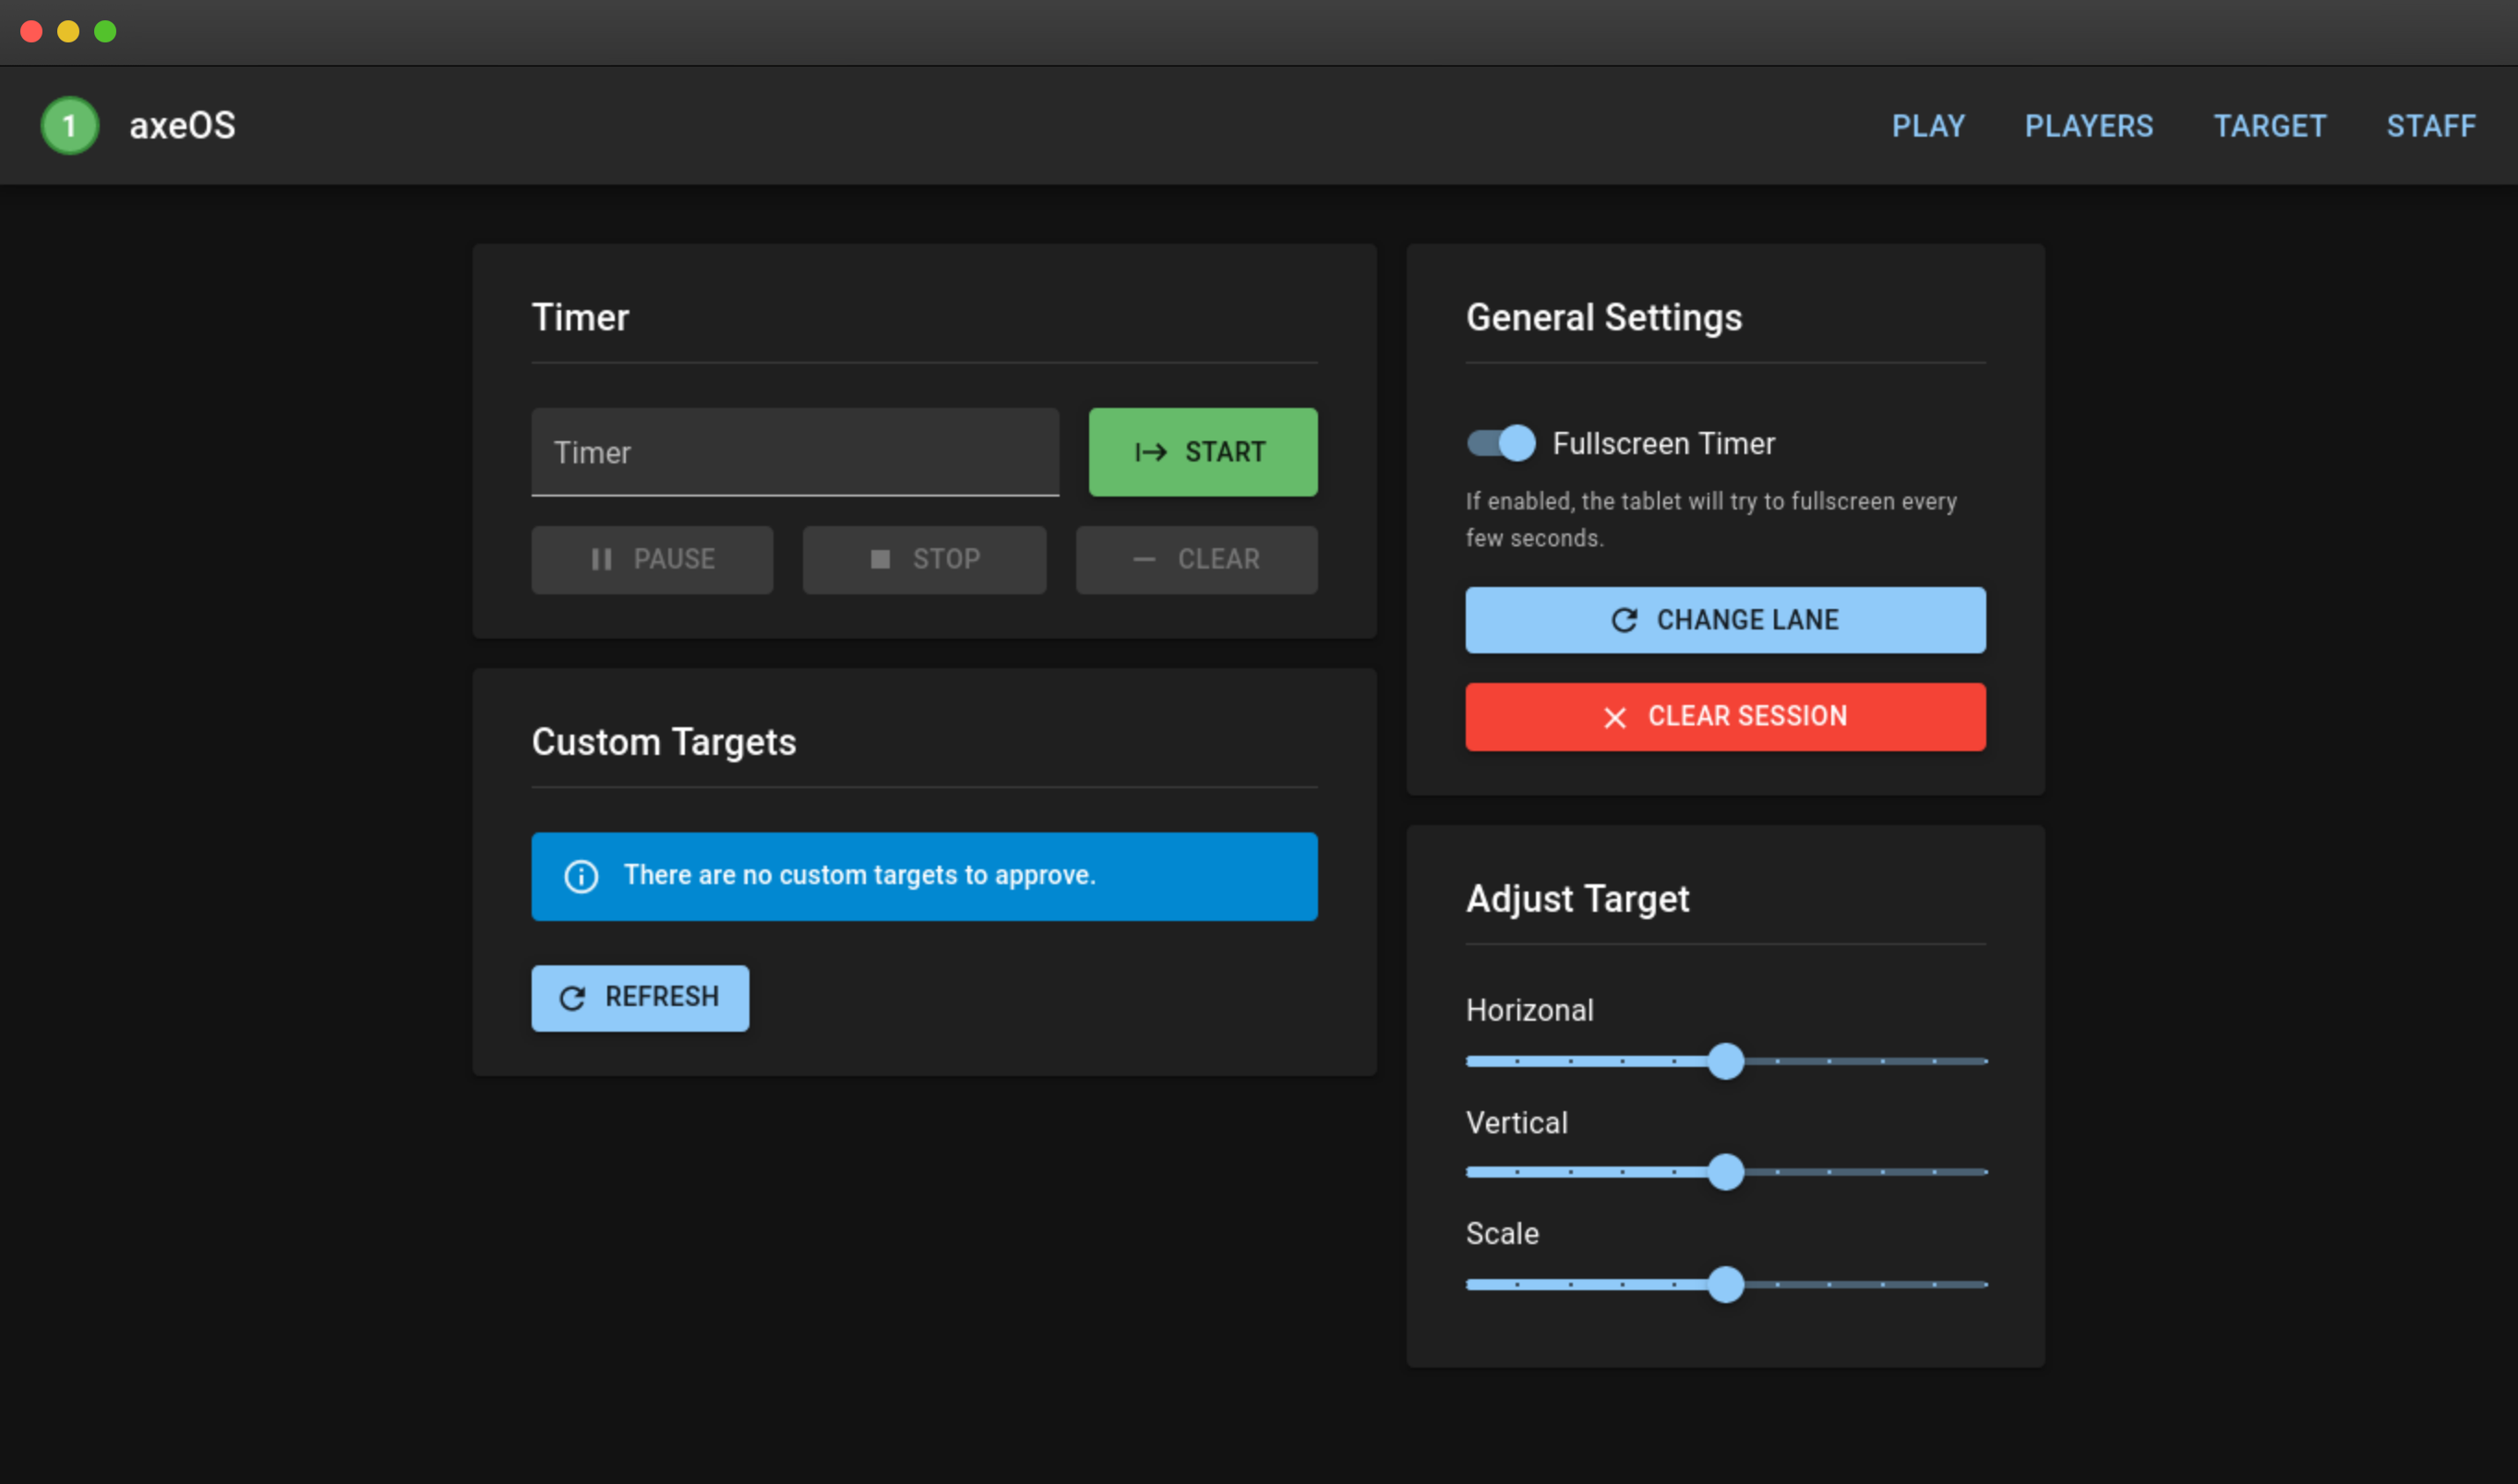 1 axeOS
PLAY PLAYERS TARGET STAFF
Timer
Timer
START
PAUSE STOP CLEAR
Custom Targets
There are no custom targets to approve.
REFRESH
General Settings
Fullscreen Timer
If enabled, the tablet will try to fullscreen every
few seconds.
CHANGE LANE
CLEAR SESSION
Adjust Target
Horizonal
Vertical
Scale